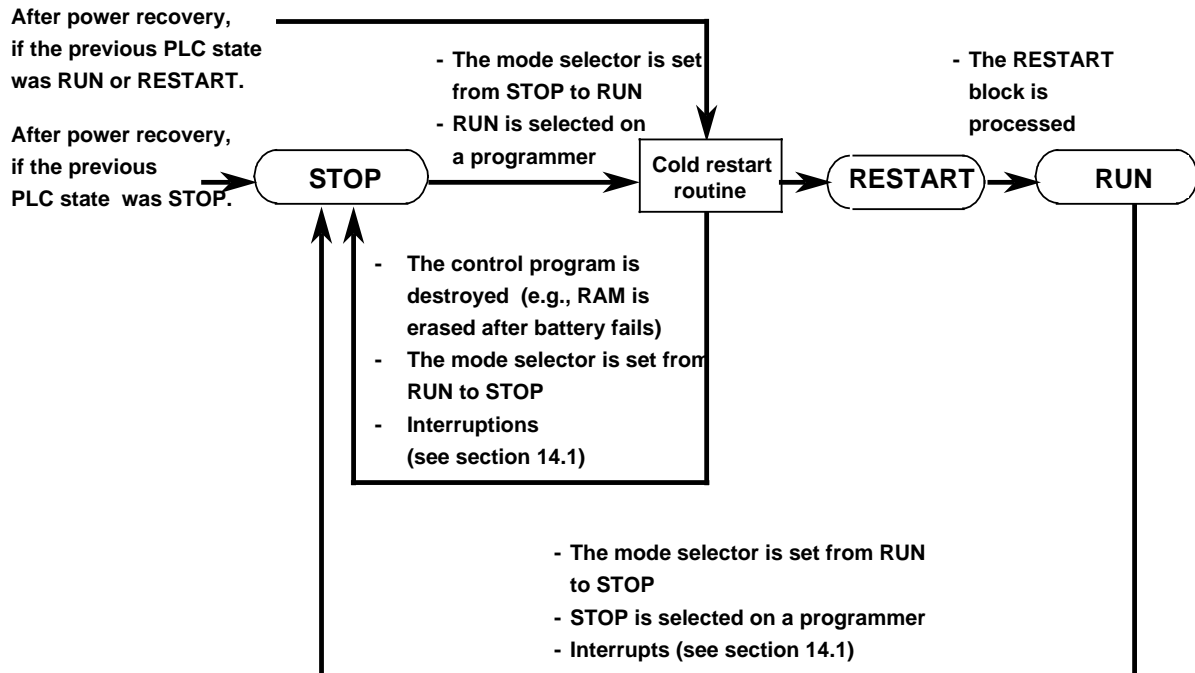 After power recovery,
if the previous PLC state
was RUN or RESTART.
- The mode selector is set
from STOP to RUN
- RUN is selected on
a programmer
- The RESTART
block is
processed
After power recovery,
if the previous
PLC state was STOP.
STOP
Cold restart
routine
RESTART
RUN
- The control program is
destroyed (e.g., RAM is
erased after battery fails)
- The mode selector is set from
RUN to STOP
- Interruptions
(see section 14.1)
- The mode selector is set from RUN
to STOP
- STOP is selected on a programmer
- Interrupts (see section 14.1)